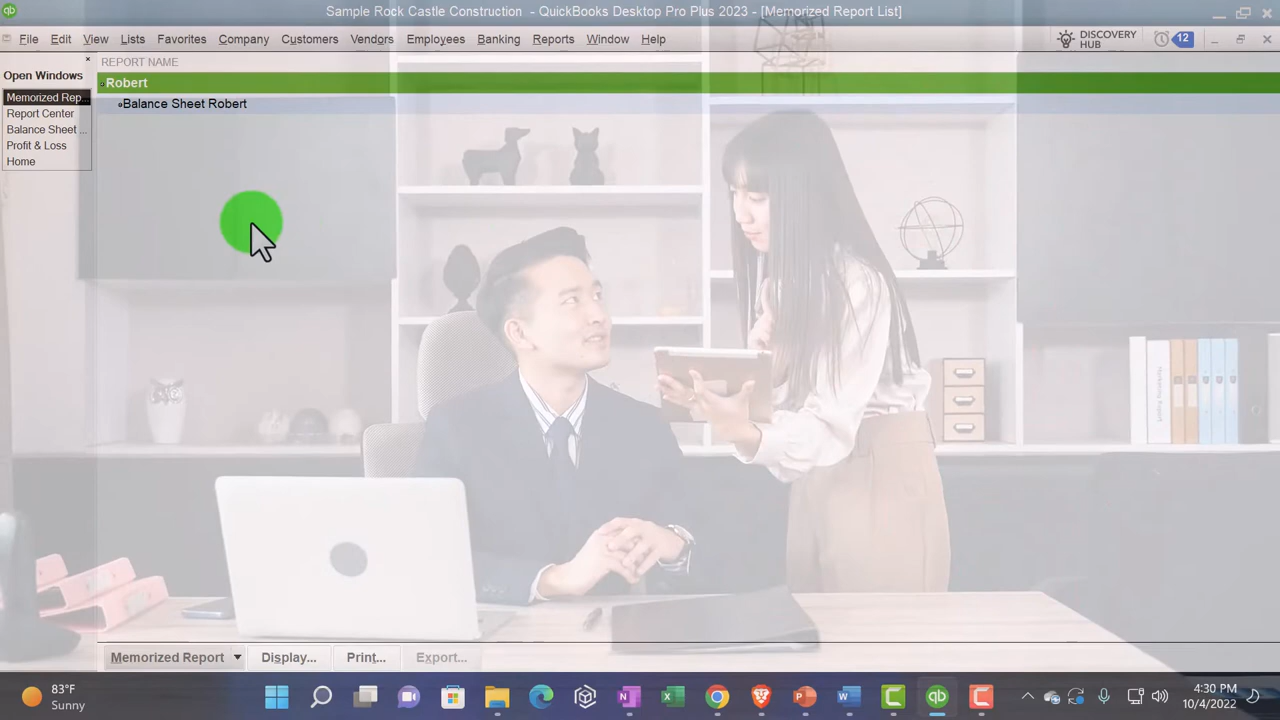 Sample Rock Castle Construction - QuickBooks Desktop Pro Plus 2023 - [Memorized Report List]
File Edit View Lists Favorites Company Customers Vendors Employees Banking Reports Window Help
DISCOVERY HUB
12
Open Windows
Memorized Rep...
Report Center
Balance Sheet ...
Profit & Loss
Home
REPORT NAME
Robert
Balance Sheet Robert
Memorized Report Display... Print... Export...
83°F
Sunny
4:30 PM
10/4/2022